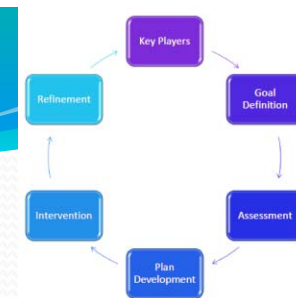 Key Players
Goal
Definition
Assessment
Plan
Development
Intervention
Refinement